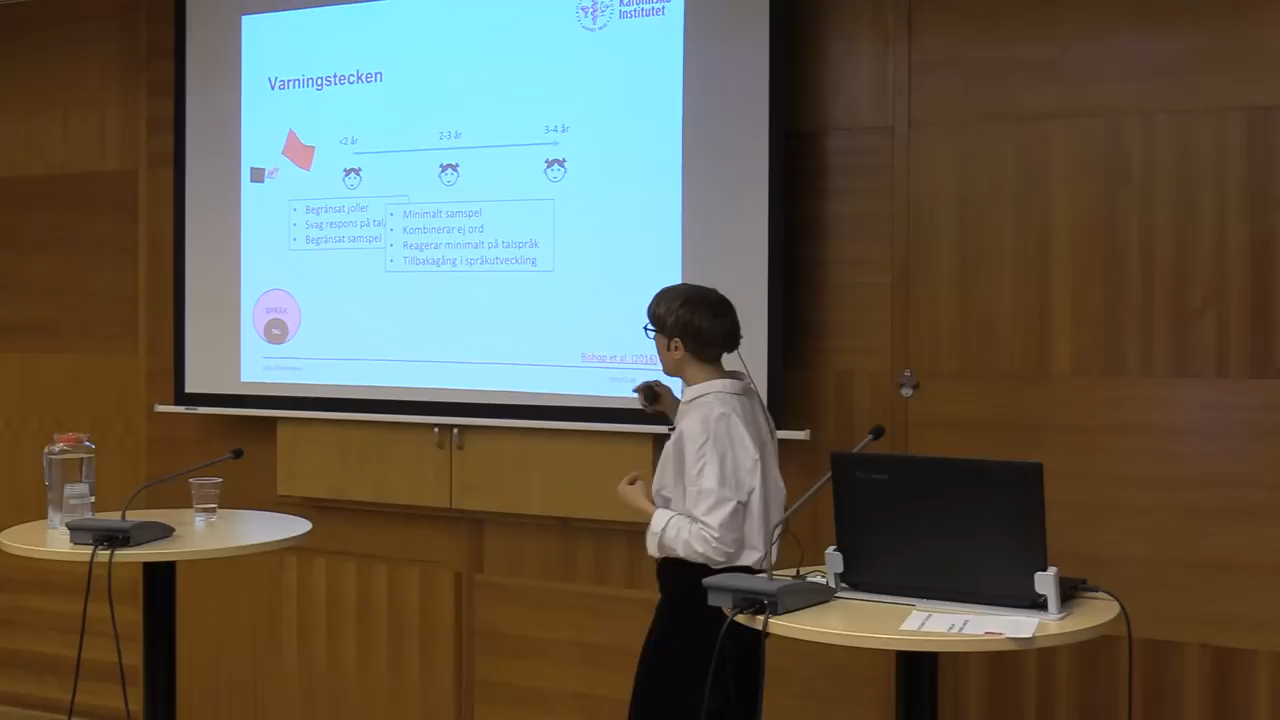 Karolinska
Institutet
Varningstecken
<2 år
2-3 år
3-4 år
• Begränsat joller
• Svag respons på tal
• Begränsat samspel
• Minimalt samspel
• Kombinerar ej ord
• Reagerar minimalt på talspråk
• Tillbakagång i språkutveckling
SPRÅK
TAL
Bishop et al. (2016)